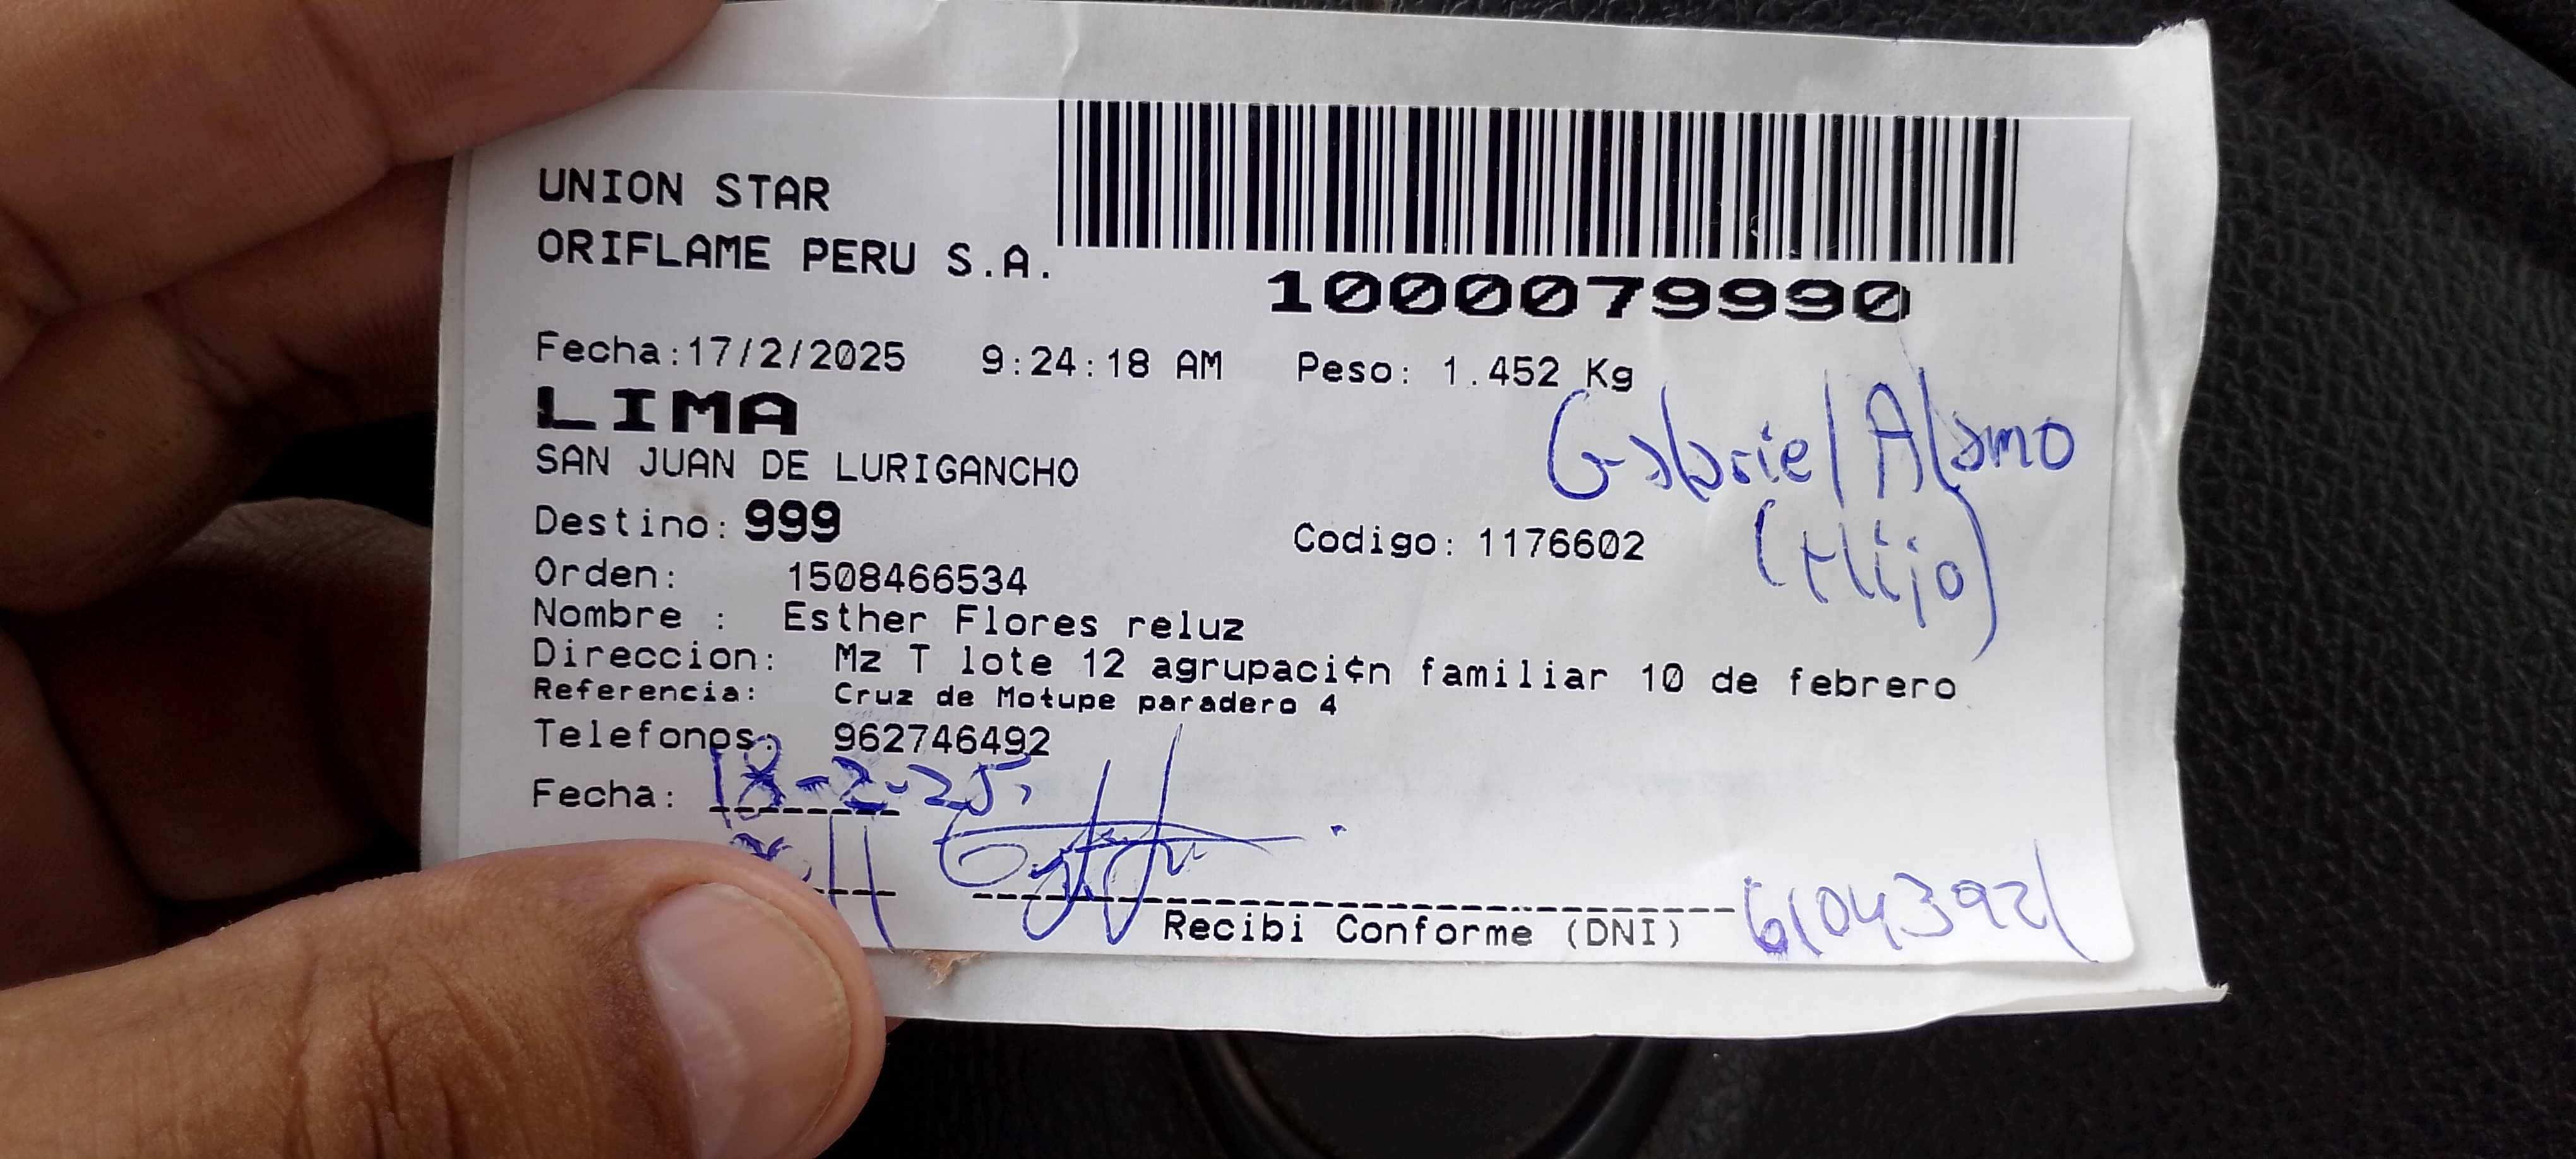 UNION STAR
ORIFLAME PERU S.A.
1000079990
Fecha:17/2/2025 9:24:18 AM Peso: 1.452 Kg
LIMA
Gabriel Alamo
SAN JUAN DE LURIGANCHO
(Hijo)
Destino: 999
Codigo: 1176602
Orden: 1508466534
Nombre : Esther Flores reluz
Direccion: Mz T lote 12 agrupaci¢n familiar 10 de febrero
Referencia: Cruz de Motupe paradero 4
Telefonos: 962746492
Fecha: 18-2-25
Recibi Conforme (DNI) 61043921